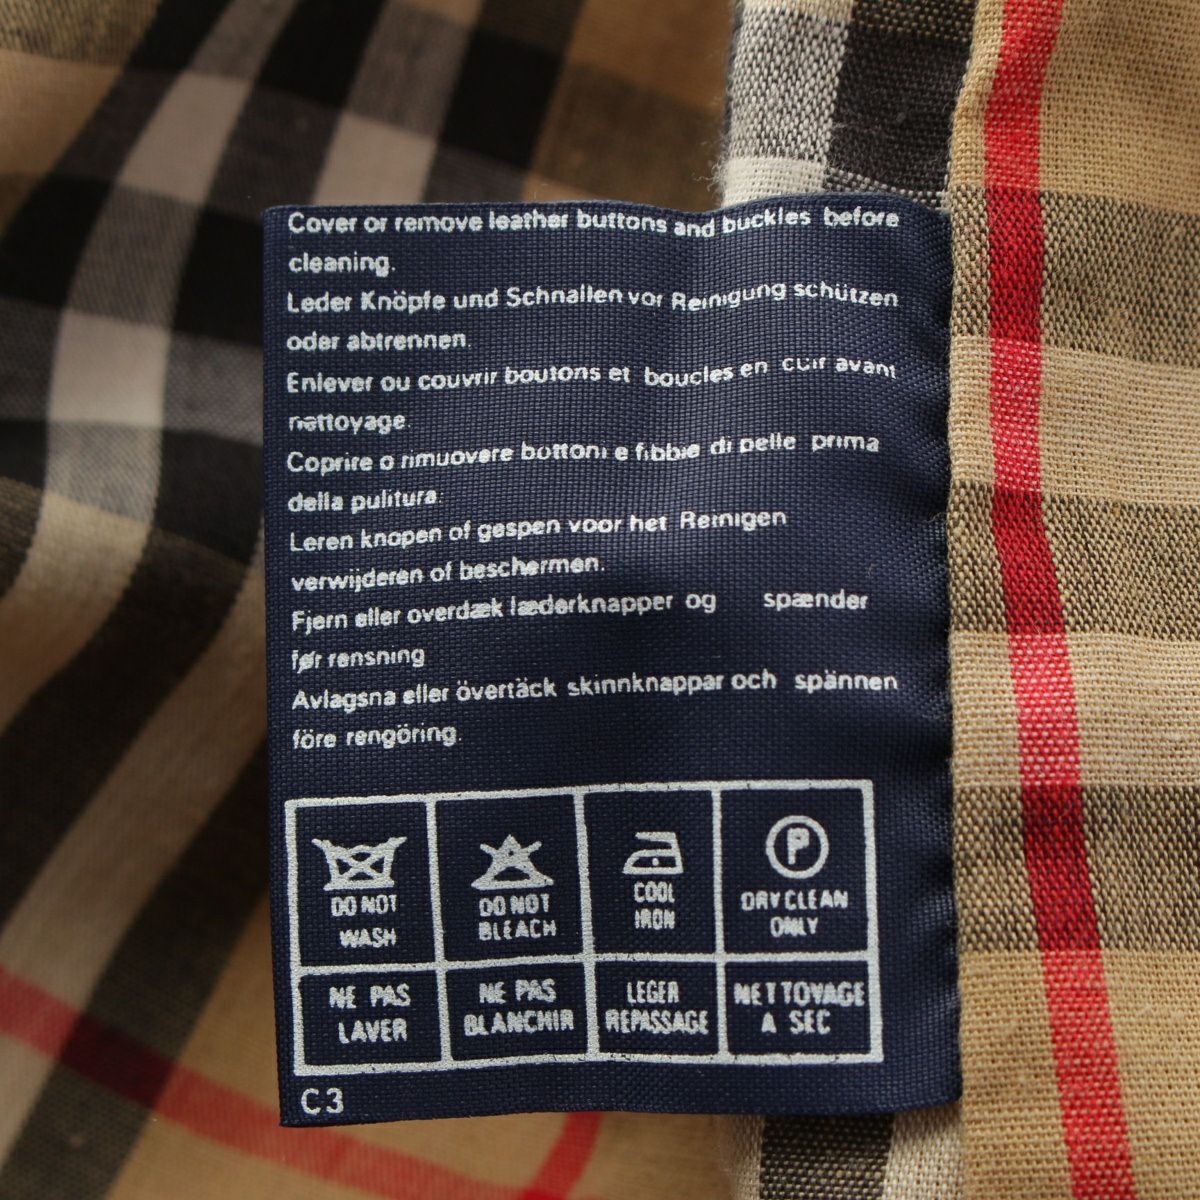 Cover or remove leather buttons and buckles before
cleaning.
Leder Knöpfe und Schnallen vor Reinigung schützen
oder abtrennen.
Enlever ou couvrir boutons et boucles en cuir avant
nettoyage.
Coprire o rimuovere bottoni e fibbie di pelle prima
della pulitura.
Leren knopen of gespen voor het Reinigen
verwijderen of beschermen.
Fjern eller overdæk læderknapper og spænder
før rensning
Avlagsna eller övertäck skinnknappar och spännen
före rengöring.
P
DO NOT WASH
DO NOT BLEACH
COOL IRON
DRY CLEAN ONLY
NE PAS LAVER
NE PAS BLANCHIR
LEGER REPASSAGE
NETTOYAGE A SEC
C3